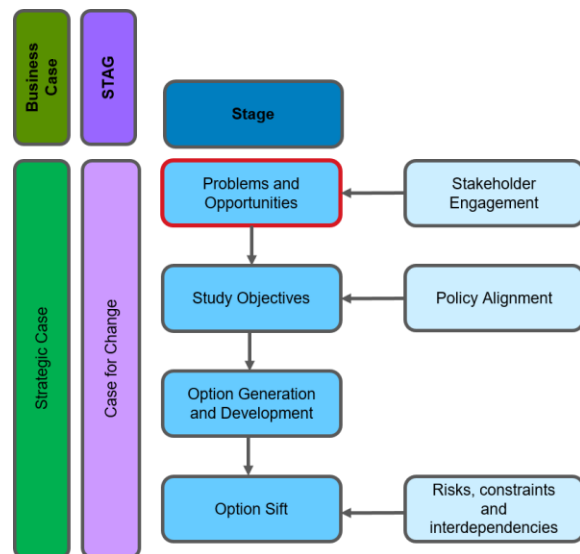 Business
Case
STAG
Stage
Problems and
Opportunities
Stakeholder
Engagement
Study Objectives
Policy Alignment
Strategic Case
Case for Change
Option Generation
and Development
Option Sift
Risks, constraints
and
interdependencies